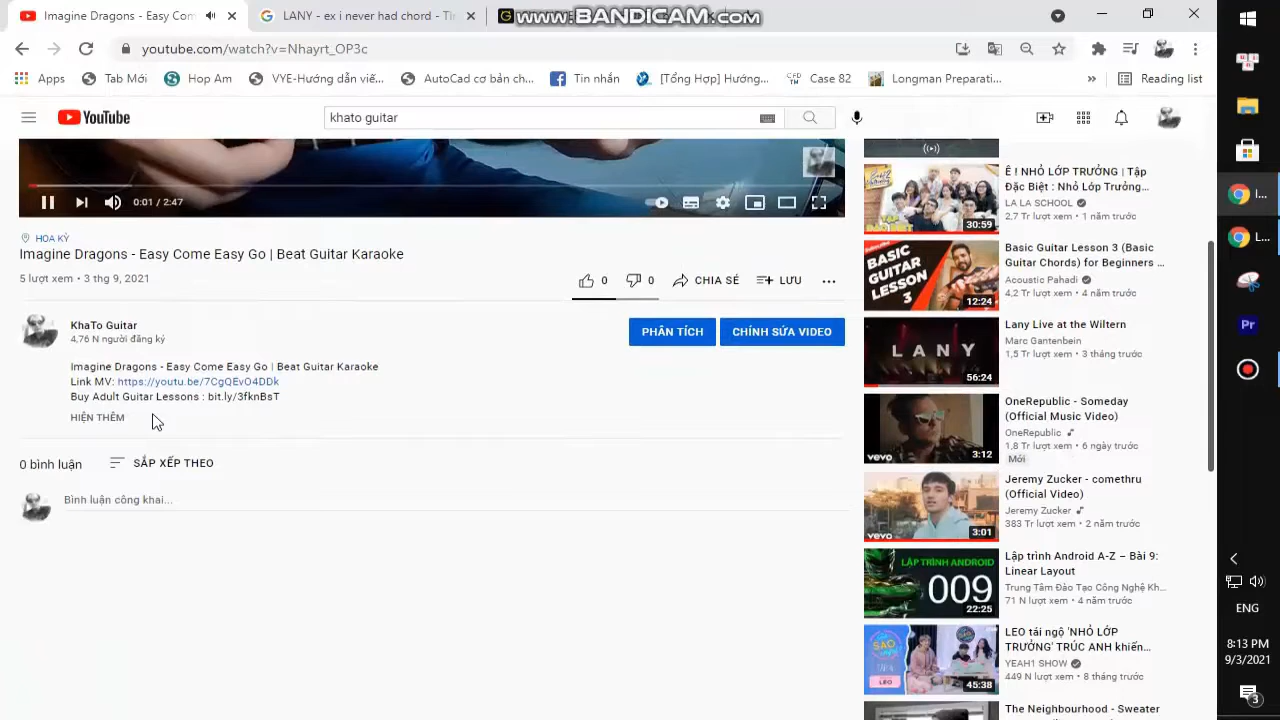 Imagine Dragons - Easy Com
LANY - ex i never had chord - T
www.BANDICAM.com
youtube.com/watch?v=Nhayrt_OP3c
Apps
Tab Mới
Hop Am
VYE-Hướng dẫn viế...
AutoCad cơ bản ch...
Tin nhắn
[Tổng Hợp] Hướng...
Case 82
Longman Preparati...
»
Reading list
YouTube
khato guitar
0:01 / 2:47
HOA KỲ
Imagine Dragons - Easy Come Easy Go | Beat Guitar Karaoke
5 lượt xem • 3 thg 9, 2021
0
0
CHIA SẺ
LƯU
KhaTo Guitar
4,76 N người đăng ký
PHÂN TÍCH
CHỈNH SỬA VIDEO
Imagine Dragons - Easy Come Easy Go | Beat Guitar Karaoke
Link MV: https://youtu.be/7CgQEvO4DDk
Buy Adult Guitar Lessons : bit.ly/3fknBsT
HIỆN THÊM
0 bình luận
SẮP XẾP THEO
Bình luận công khai...
Ê ! NHỎ LỚP TRƯỞNG | Tập
Đặc Biệt : Nhỏ Lớp Trưởng...
LA LA SCHOOL
2,7 Tr lượt xem • 1 năm trước
30:59
Basic Guitar Lesson 3 (Basic
Guitar Chords) for Beginners ...
Acoustic Pahadi
4,2 Tr lượt xem • 4 năm trước
BASIC
GUITAR
LESSON
3
12:24
Lany Live at the Wiltern
Marc Gantenbein
1,5 Tr lượt xem • 3 tháng trước
LANY
56:24
OneRepublic - Someday
(Official Music Video)
OneRepublic
1,8 Tr lượt xem • 6 ngày trước
Mới
vevo
3:12
Jeremy Zucker - comethru
(Official Video)
Jeremy Zucker
383 Tr lượt xem • 2 năm trước
vevo
3:01
Lập trình Android A-Z – Bài 9:
Linear Layout
Trung Tâm Đào Tạo Công Nghệ Kh...
71 N lượt xem • 4 năm trước
LẬP TRÌNH ANDROID
009
22:25
LEO tái ngộ 'NHỎ LỚP
TRƯỞNG' TRÚC ANH khiến...
YEAH1 SHOW
449 N lượt xem • 8 tháng trước
SAO
LEO
45:38
The Neighbourhood - Sweater
I...
L...
Pr
ENG
8:13 PM
9/3/2021
3